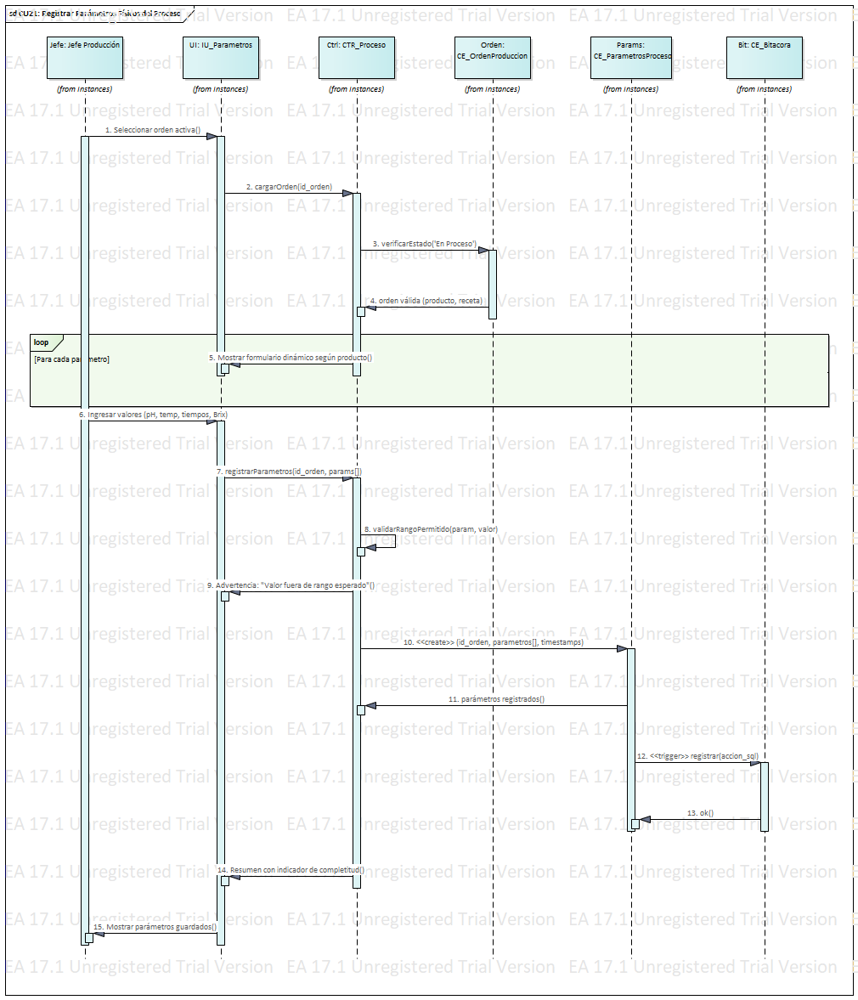 sd CU21: Registrar Parámetros Físicos del Proceso
Jefe: Jefe Producción
UI: IU_Parametros
Ctrl: CTR_Proceso
Orden:
CE_OrdenProduccion
Params:
CE_ParametrosProceso
Bit: CE_Bitacora
(from instances)
(from instances)
(from instances)
(from instances)
(from instances)
(from instances)
1. Seleccionar orden activa()
2. cargarOrden(id_orden)
3. verificarEstado('En Proceso')
4. orden válida (producto, receta)
loop
[Para cada parámetro]
5. Mostrar formulario dinámico según producto()
6. Ingresar valores (pH, temp, tiempos, Brix)
7. registrarParametros(id_orden, params[])
8. validarRangoPermitido(param, valor)
9. Advertencia: "Valor fuera de rango esperado"()
10. <<create>> (id_orden, parametros[], timestamps)
11. parámetros registrados()
12. <<trigger>> registrar(accion_sql)
13. ok()
14. Resumen con indicador de completitud()
15. Mostrar parámetros guardados()
EA 17.1 Unregistered Trial Version